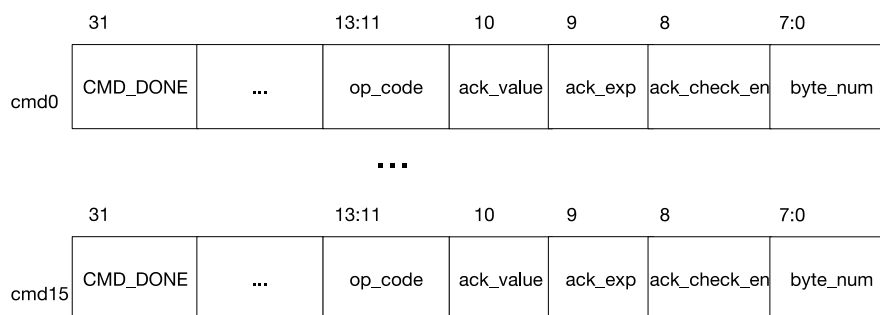 31 13:11 10 9 8 7:0
cmd0 CMD_DONE ... op_code ack_value ack_exp ack_check_en byte_num
...
31 13:11 10 9 8 7:0
cmd15 CMD_DONE ... op_code ack_value ack_exp ack_check_en byte_num